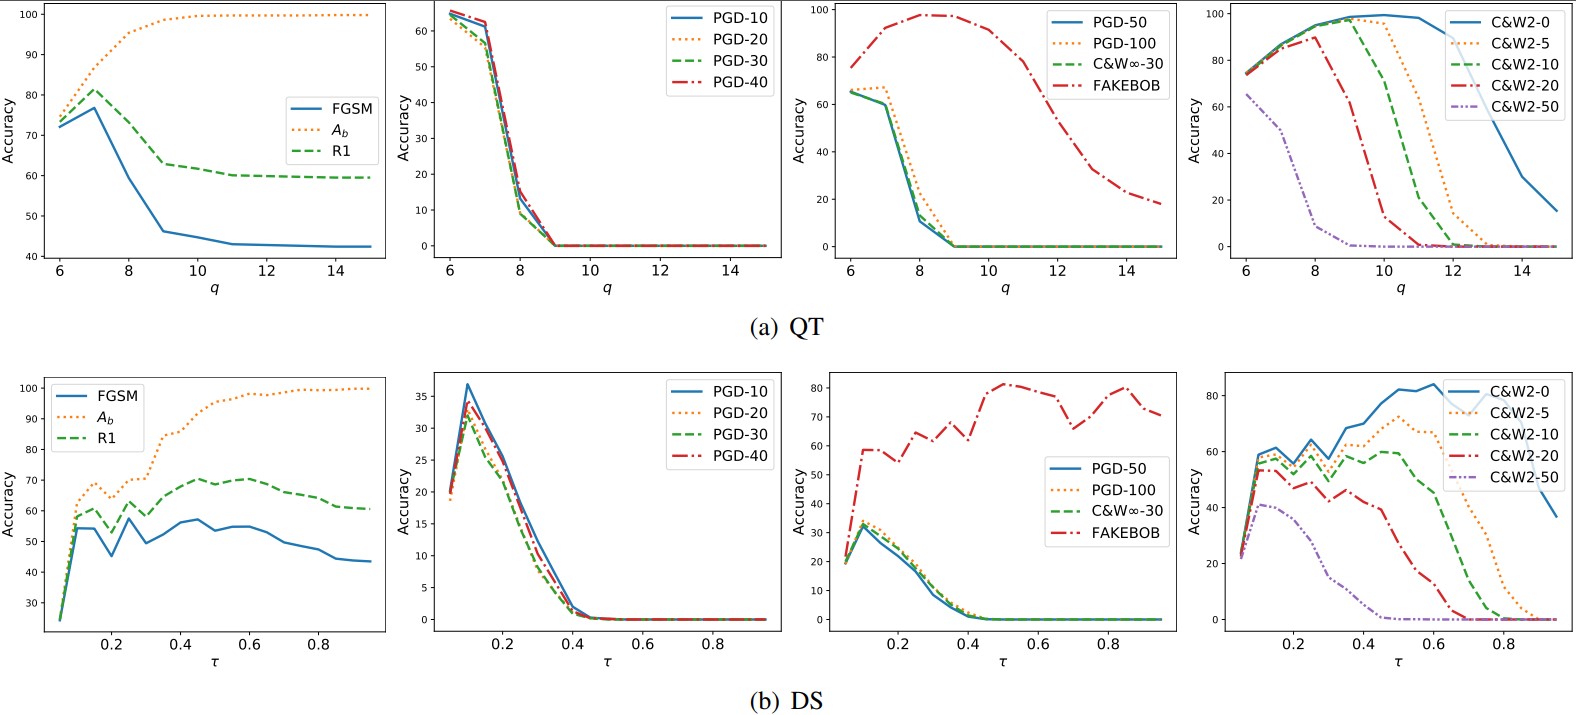 Accuracy
100
90
80
70
60
50
40
6
8
10
12
14
q
FGSM
A_b
R1
Accuracy
60
50
40
30
20
10
0
6
8
10
12
14
q
PGD-10
PGD-20
PGD-30
PGD-40
Accuracy
100
80
60
40
20
0
6
8
10
12
14
q
PGD-50
PGD-100
C&W∞-30
FAKEBOB
Accuracy
100
80
60
40
20
0
6
8
10
12
14
q
C&W2-0
C&W2-5
C&W2-10
C&W2-20
C&W2-50
(a) QT
Accuracy
100
90
80
70
60
50
40
30
0.2
0.4
0.6
0.8
τ
FGSM
A_b
R1
Accuracy
35
30
25
20
15
10
5
0
0.2
0.4
0.6
0.8
τ
PGD-10
PGD-20
PGD-30
PGD-40
Accuracy
80
70
60
50
40
30
20
10
0
0.2
0.4
0.6
0.8
τ
PGD-50
PGD-100
C&W∞-30
FAKEBOB
Accuracy
80
60
40
20
0
0.2
0.4
0.6
0.8
τ
C&W2-0
C&W2-5
C&W2-10
C&W2-20
C&W2-50
(b) DS